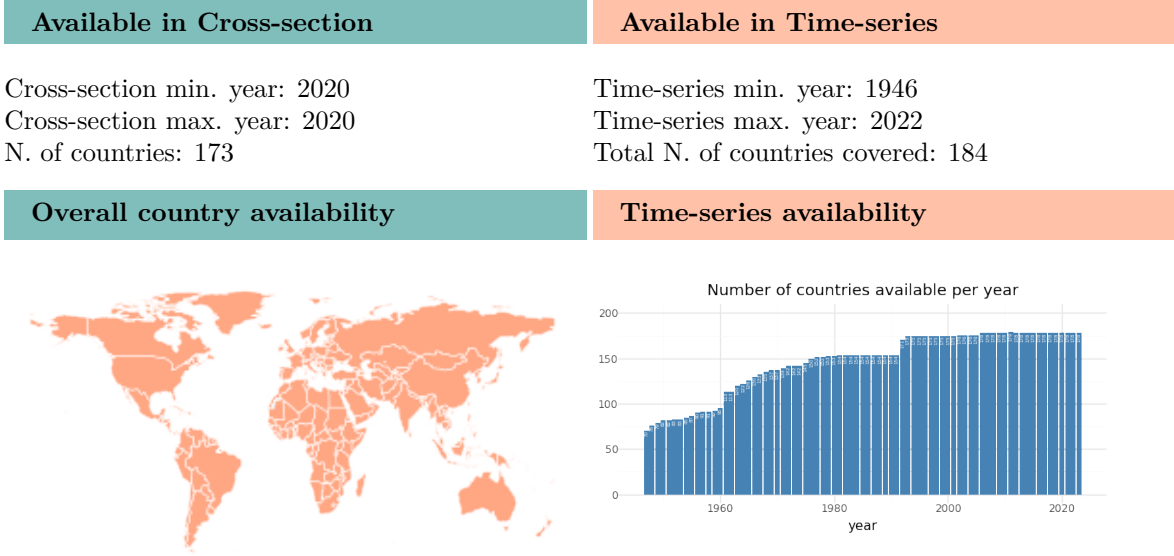 Available in Cross-section
Available in Time-series
Cross-section min. year: 2020
Cross-section max. year: 2020
N. of countries: 173
Time-series min. year: 1946
Time-series max. year: 2022
Total N. of countries covered: 184
Overall country availability
Time-series availability
Number of countries available per year
200
150
100
50
0
1960
1980
2000
2020
year